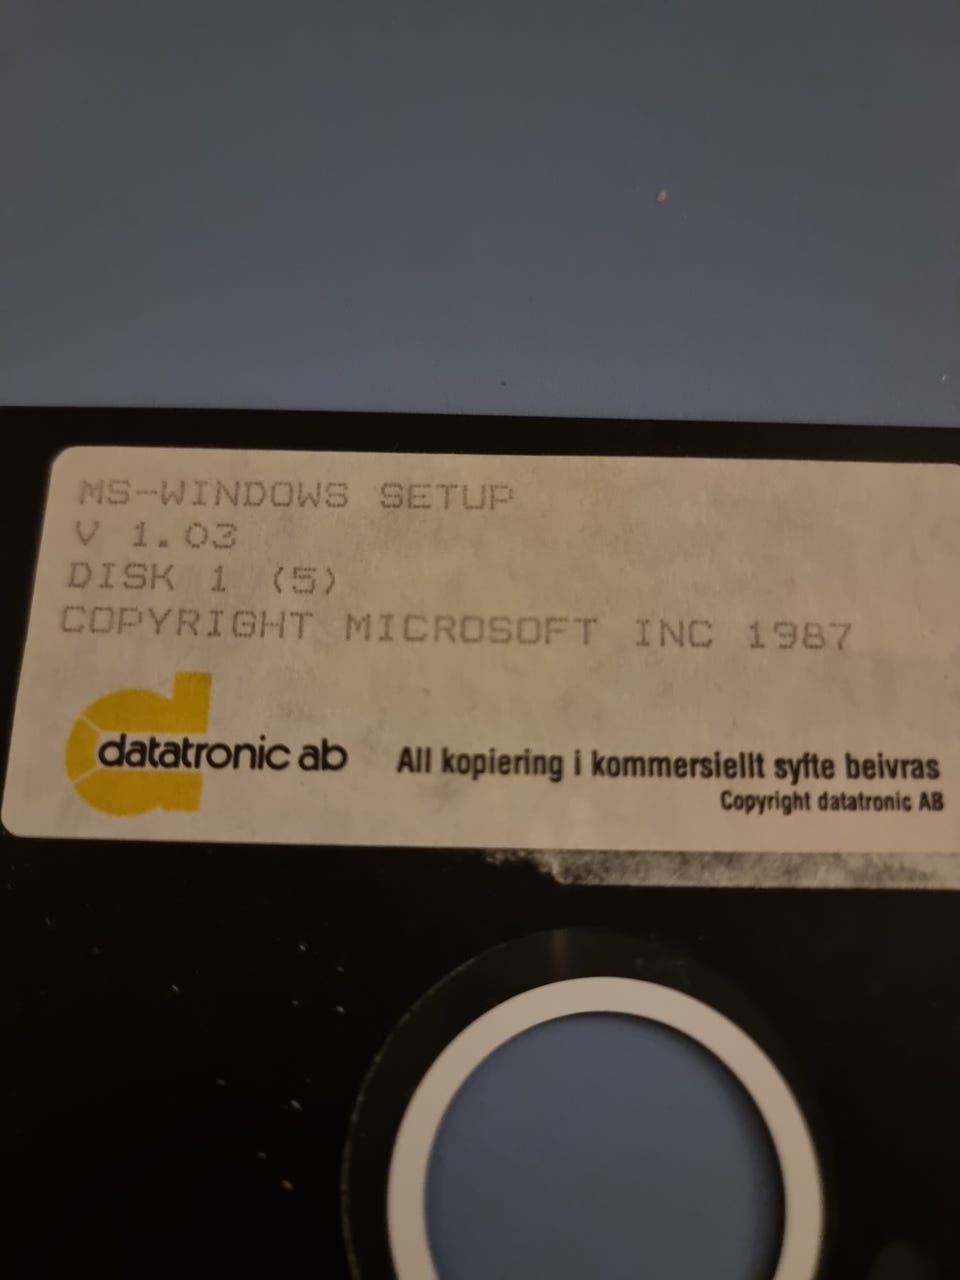 MS-WINDOWS SETUP
V 1.03
DISK 1 (5)
COPYRIGHT MICROSOFT INC 1987
datatronic ab
All kopiering i kommersiellt syfte beivras
Copyright datatronic AB